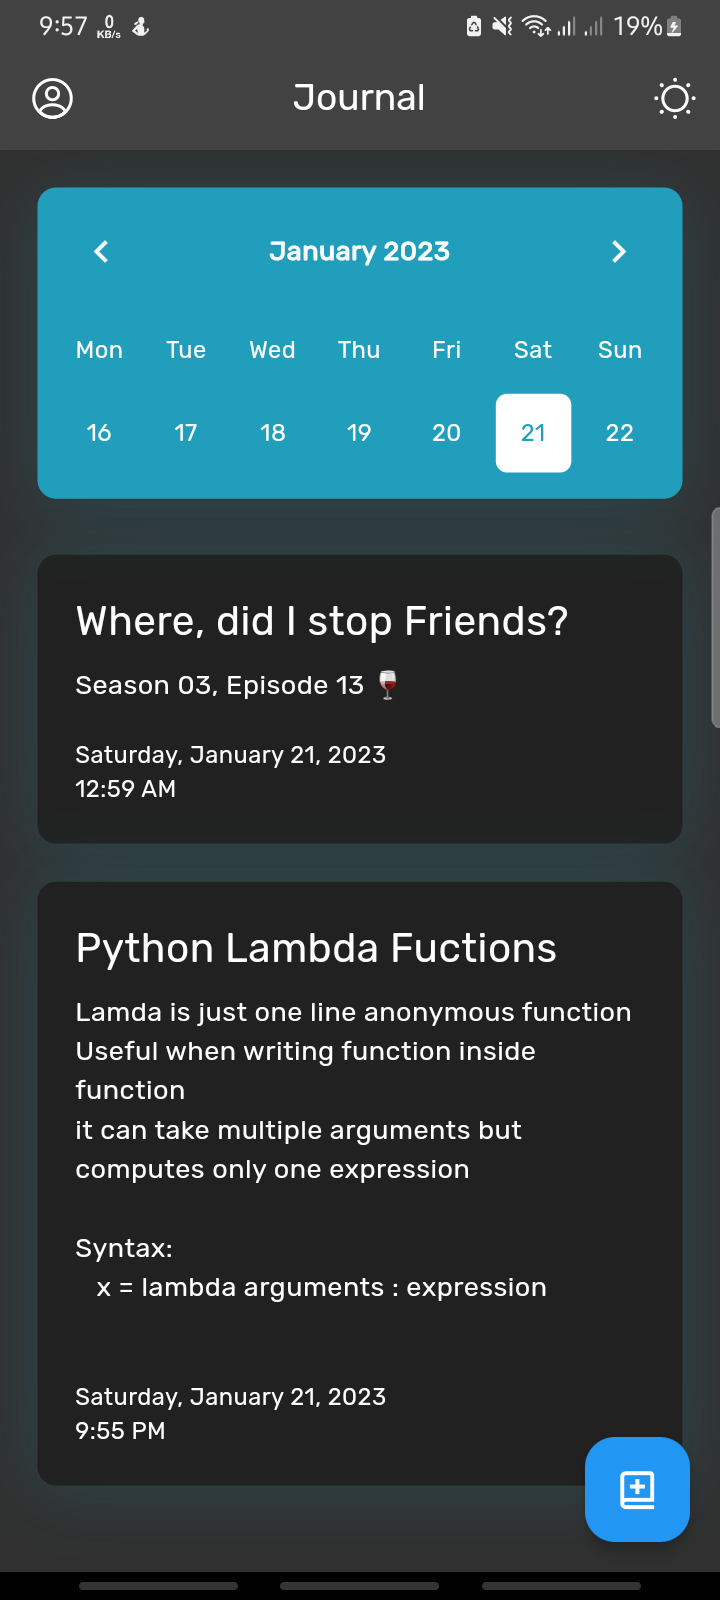 9:57 0 KB/s 19%
Journal
January 2023
Mon Tue Wed Thu Fri Sat Sun
16 17 18 19 20 21 22
Where, did I stop Friends?
Season 03, Episode 13 🍷
Saturday, January 21, 2023
12:59 AM
Python Lambda Fuctions
Lamda is just one line anonymous function
Useful when writing function inside
function
it can take multiple arguments but
computes only one expression
Syntax:
x = lambda arguments : expression
Saturday, January 21, 2023
9:55 PM